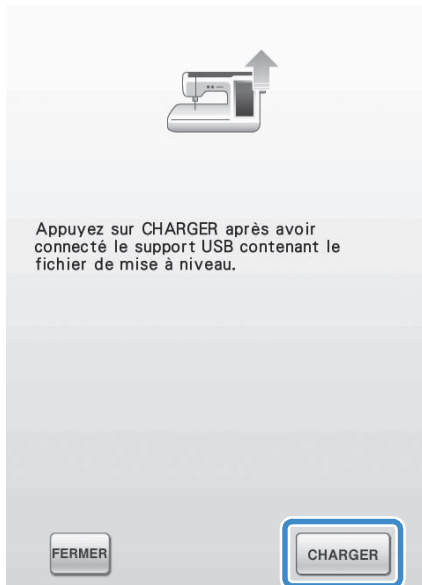 Appuyez sur CHARGER après avoir
connecté le support USB contenant le
fichier de mise à niveau.
FERMER
CHARGER